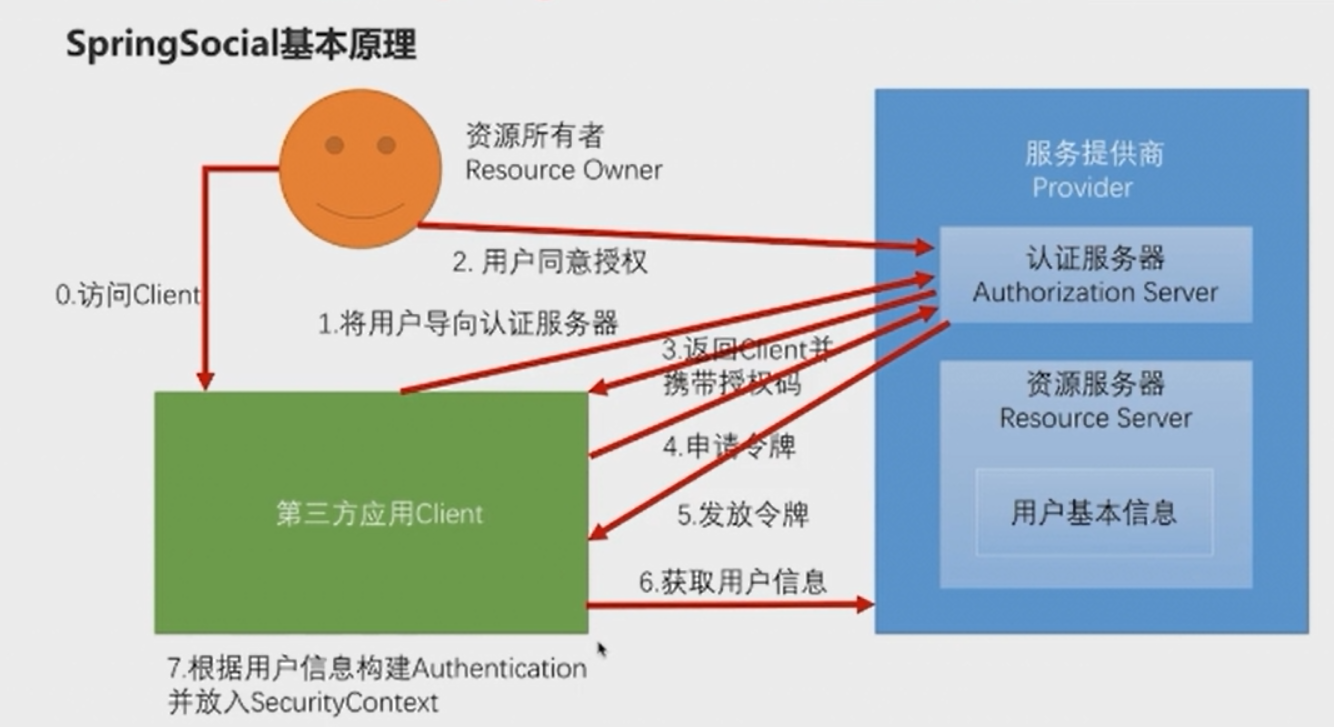 SpringSocial基本原理
资源所有者
Resource Owner
服务提供商
Provider
2. 用户同意授权
认证服务器
Authorization Server
0.访问Client
1.将用户导向认证服务器
3.返回Client并
携带授权码
资源服务器
Resource Server
4.申请令牌
第三方应用Client
5.发放令牌
用户基本信息
6.获取用户信息
7.根据用户信息构建Authentication
并放入SecurityContext